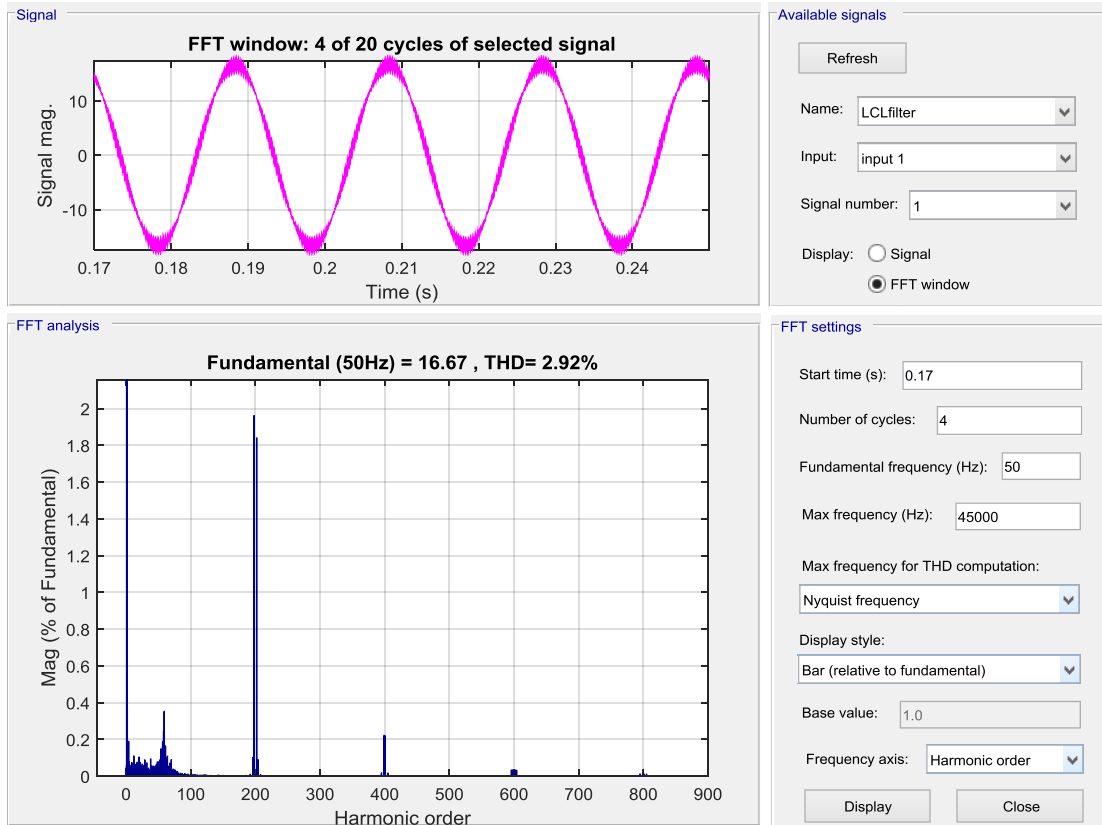 Signal
FFT window: 4 of 20 cycles of selected signal
Signal mag.
10
0
-10
0.17 0.18 0.19 0.2 0.21 0.22 0.23 0.24
Time (s)
Available signals
Refresh
Name: LCLfilter
Input: input 1
Signal number: 1
Display: Signal
FFT window
FFT analysis
Fundamental (50Hz) = 16.67 , THD= 2.92%
Mag (% of Fundamental)
2
1.8
1.6
1.4
1.2
1
0.8
0.6
0.4
0.2
0
0 100 200 300 400 500 600 700 800 900
Harmonic order
FFT settings
Start time (s): 0.17
Number of cycles: 4
Fundamental frequency (Hz): 50
Max frequency (Hz): 45000
Max frequency for THD computation:
Nyquist frequency
Display style:
Bar (relative to fundamental)
Base value: 1.0
Frequency axis: Harmonic order
Display Close